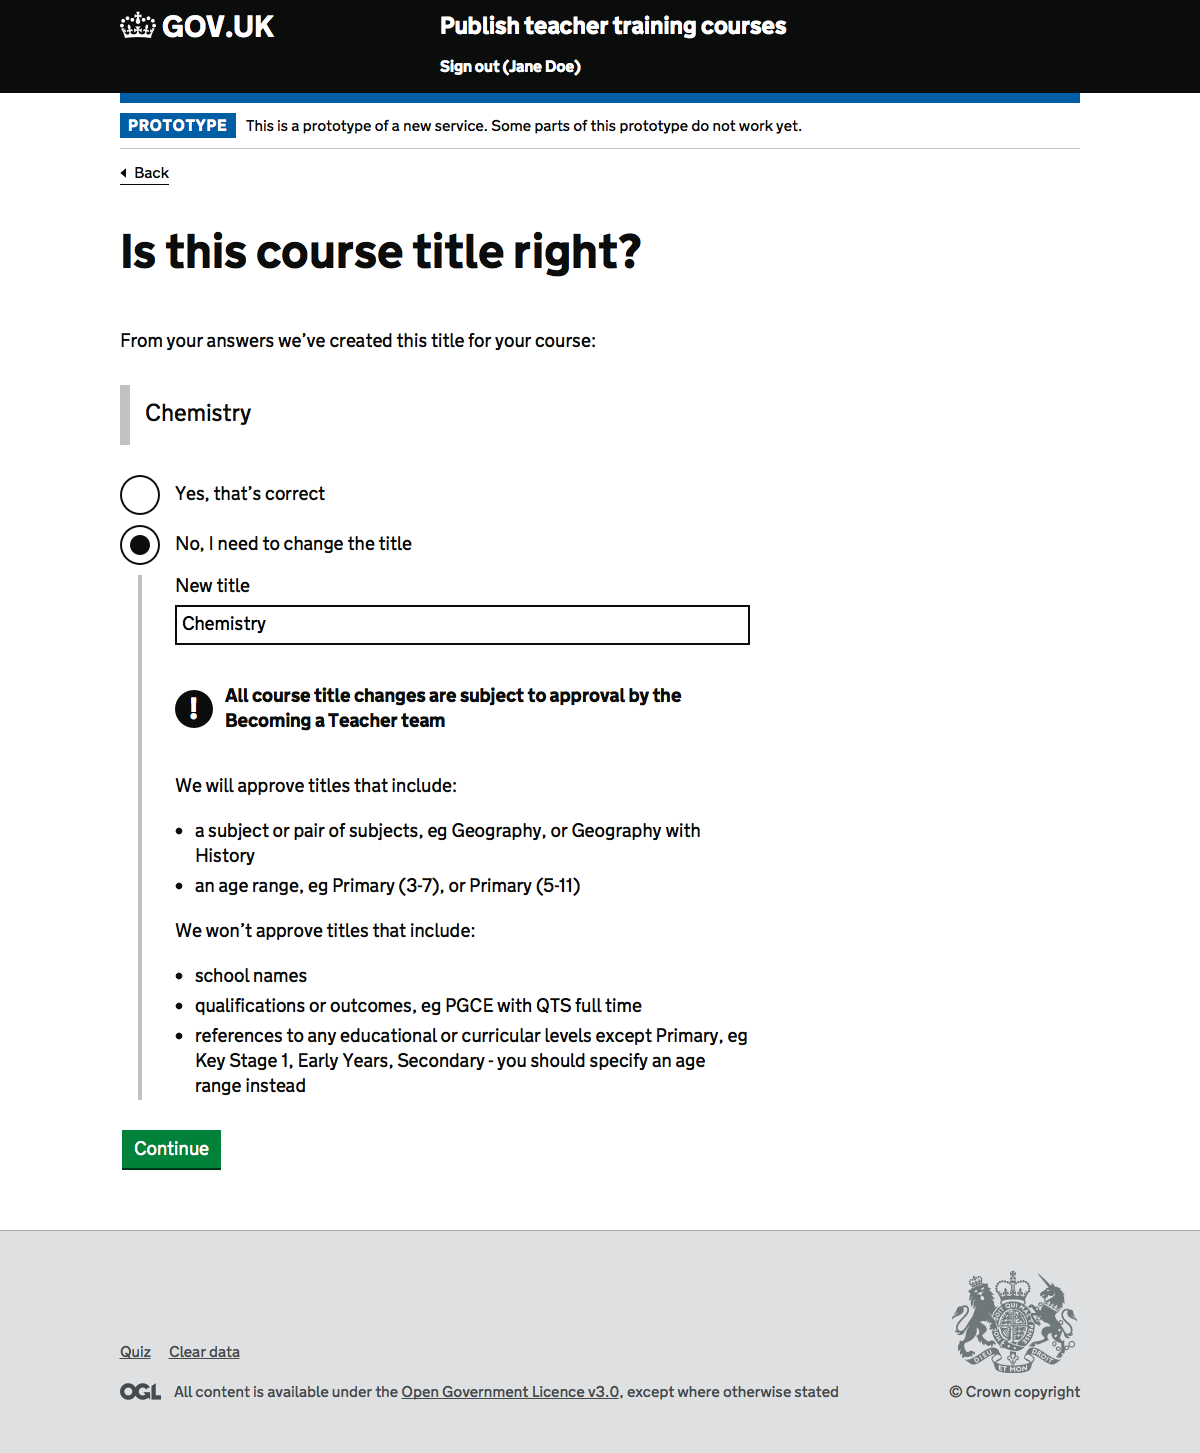 GOV.UK
Publish teacher training courses
Sign out (Jane Doe)
PROTOTYPE This is a prototype of a new service. Some parts of this prototype do not work yet.
Back
Is this course title right?
From your answers we’ve created this title for your course:
Chemistry
Yes, that’s correct
No, I need to change the title
New title
Chemistry
! All course title changes are subject to approval by the
Becoming a Teacher team
We will approve titles that include:
• a subject or pair of subjects, eg Geography, or Geography with
History
• an age range, eg Primary (3-7), or Primary (5-11)
We won’t approve titles that include:
• school names
• qualifications or outcomes, eg PGCE with QTS full time
• references to any educational or curricular levels except Primary, eg
Key Stage 1, Early Years, Secondary - you should specify an age
range instead
Continue
Quiz Clear data
OGL All content is available under the Open Government Licence v3.0, except where otherwise stated
DIEU ET MON DROIT
© Crown copyright